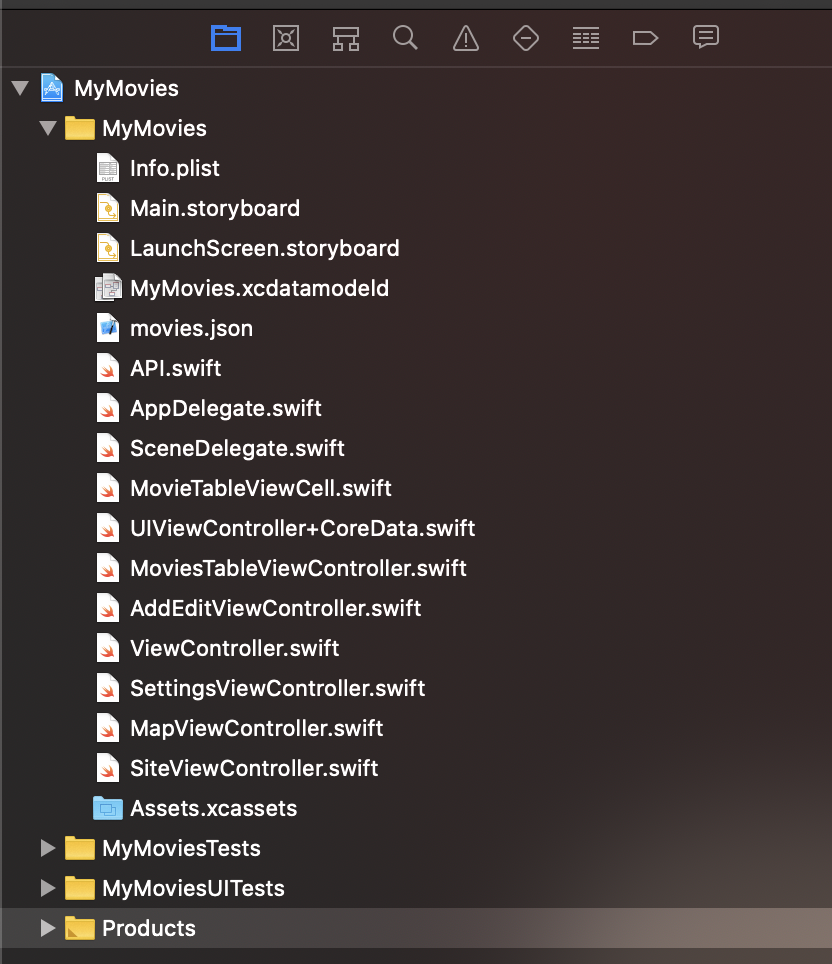 MyMovies
MyMovies
Info.plist
Main.storyboard
LaunchScreen.storyboard
MyMovies.xcdatamodeld
movies.json
API.swift
AppDelegate.swift
SceneDelegate.swift
MovieTableViewCell.swift
UIViewController+CoreData.swift
MoviesTableViewController.swift
AddEditViewController.swift
ViewController.swift
SettingsViewController.swift
MapViewController.swift
SiteViewController.swift
Assets.xcassets
MyMoviesTests
MyMoviesUITests
Products